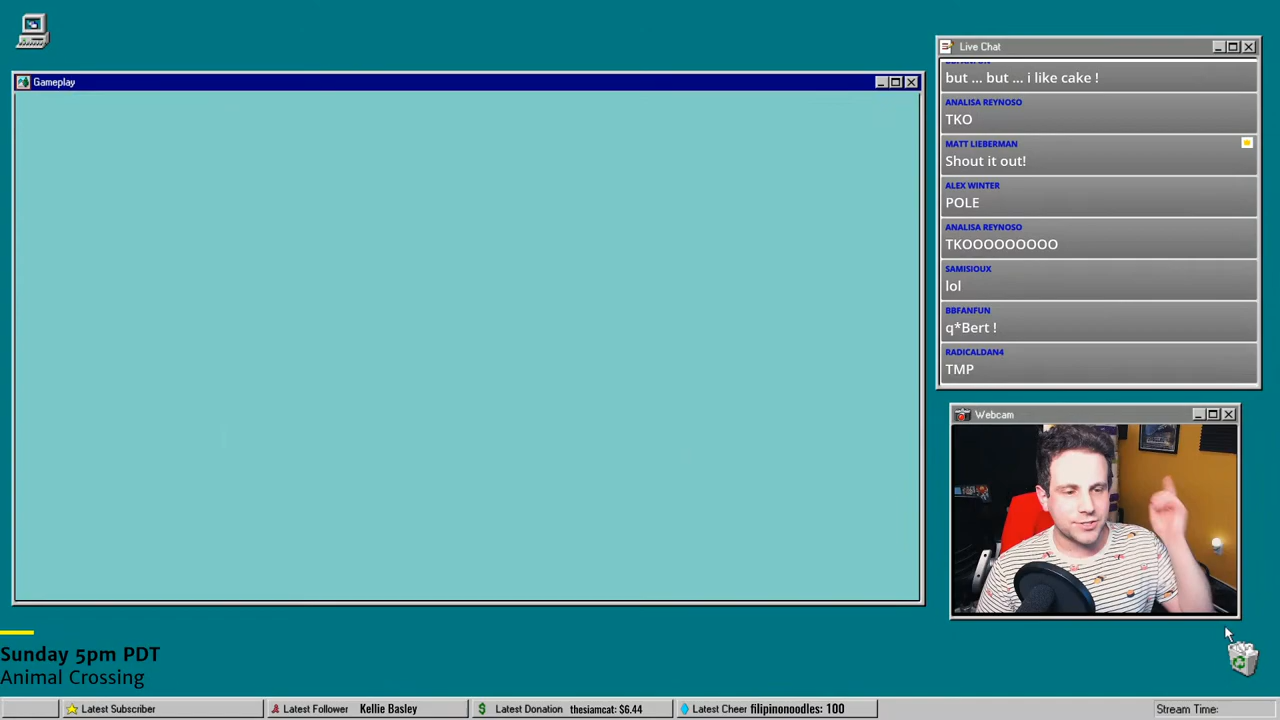 Gameplay
Live Chat
but ... but ... i like cake !
ANALISA REYNOSO
TKO
MATT LIEBERMAN
Shout it out!
ALEX WINTER
POLE
ANALISA REYNOSO
TKOOOOOOOOO
SAMISIOUX
lol
BBFANFUN
q*Bert !
RADICALDAN4
TMP
Webcam
Sunday 5pm PDT
Animal Crossing
Latest Subscriber
Latest Follower Kellie Basley
Latest Donation thesiamcat: $6.44
Latest Cheer filipinonoodles: 100
Stream Time: